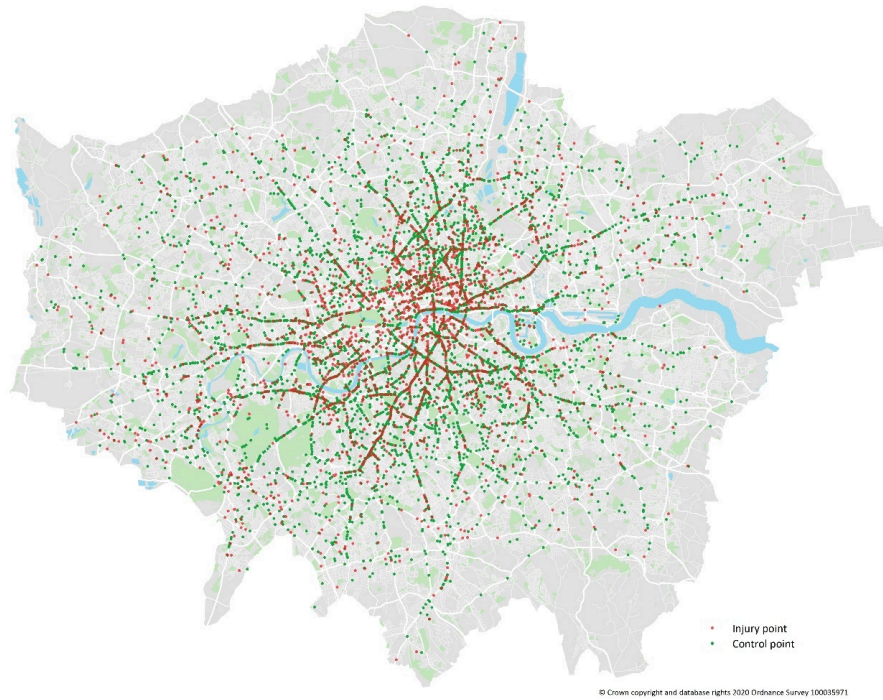 Injury point
Control point
© Crown copyright and database rights 2020 Ordnance Survey 100035971